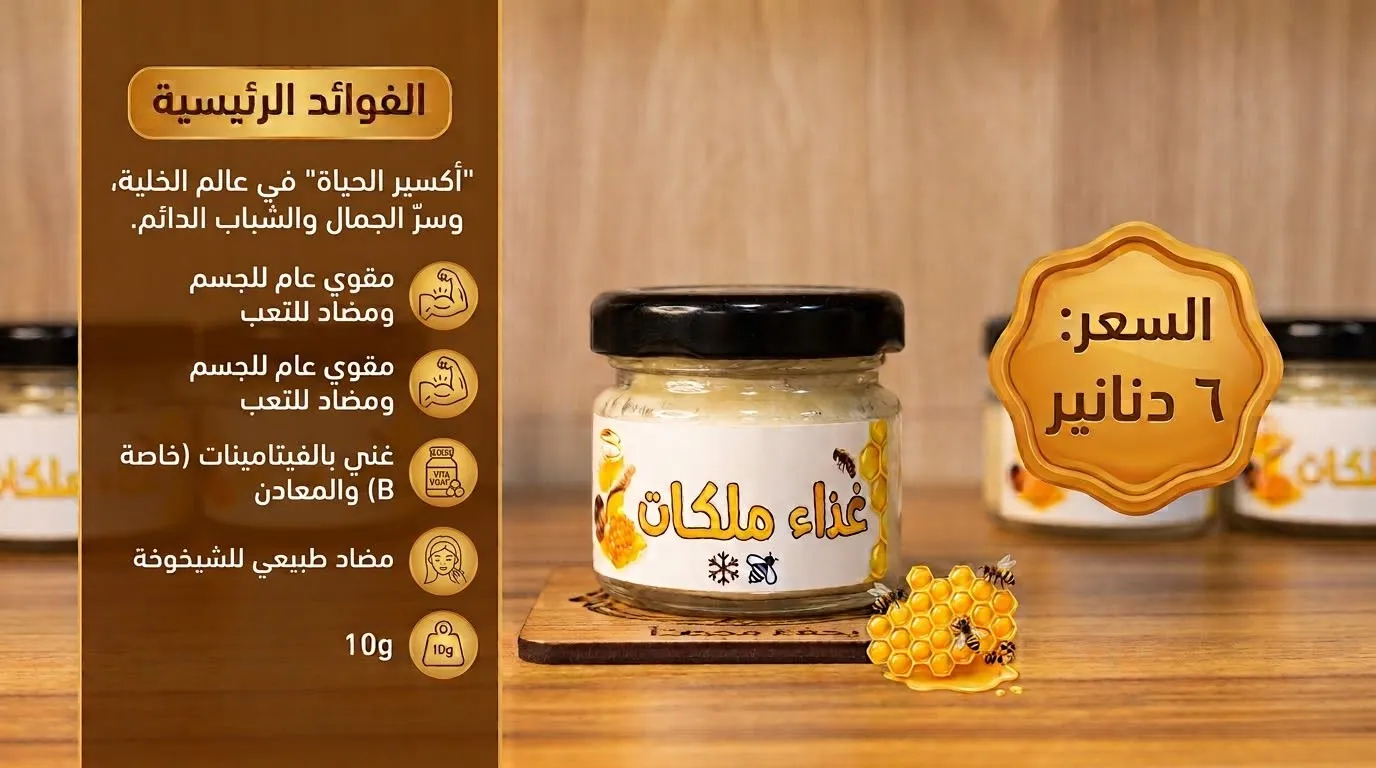 الفوائد الرئيسية
"أكسير الحياة" في عالم الخلية،
وسرّ الجمال والشباب الدائم.
مقوي عام للجسم
ومضاد للتعب
مقوي عام للجسم
ومضاد للتعب
غني بالفيتامينات (خاصة
B) والمعادن
مضاد طبيعي للشيخوخة
10g
10g
السعر:
٦ دنانير
غذاء ملكات